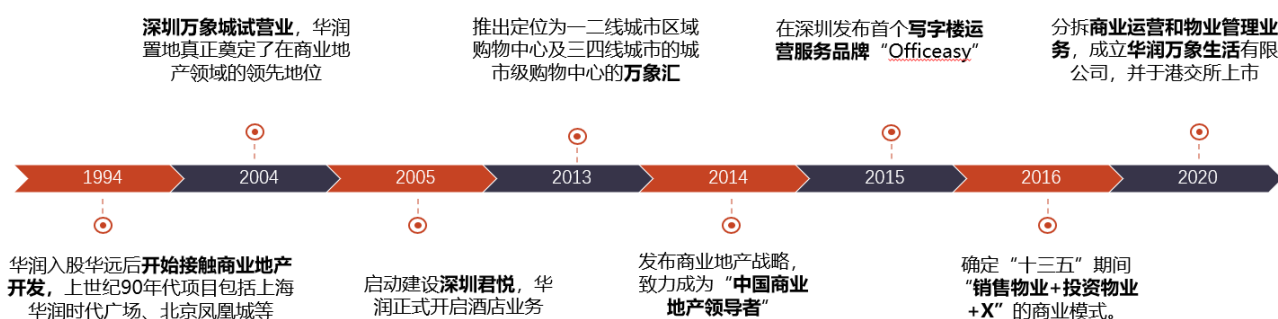 深圳万象城试营业，华润
置地真正奠定了在商业地
产领域的领先地位
推出定位为一二线城市区域
购物中心及三四线城市的城
市级购物中心的万象汇
在深圳发布首个写字楼运
营服务品牌“Officeasy”
分拆商业运营和物业管理业
务，成立华润万象生活有限
公司，并于港交所上市
1994
2004
2005
2013
2014
2015
2016
2020
华润入股华远后开始接触商业地产
开发，上世纪90年代项目包括上海
华润时代广场、北京凤凰城等
启动建设深圳君悦，华
润正式开启酒店业务
发布商业地产战略，
致力成为“中国商业
地产领导者”
确定“十三五”期间
“销售物业+投资物业
+X”的商业模式。